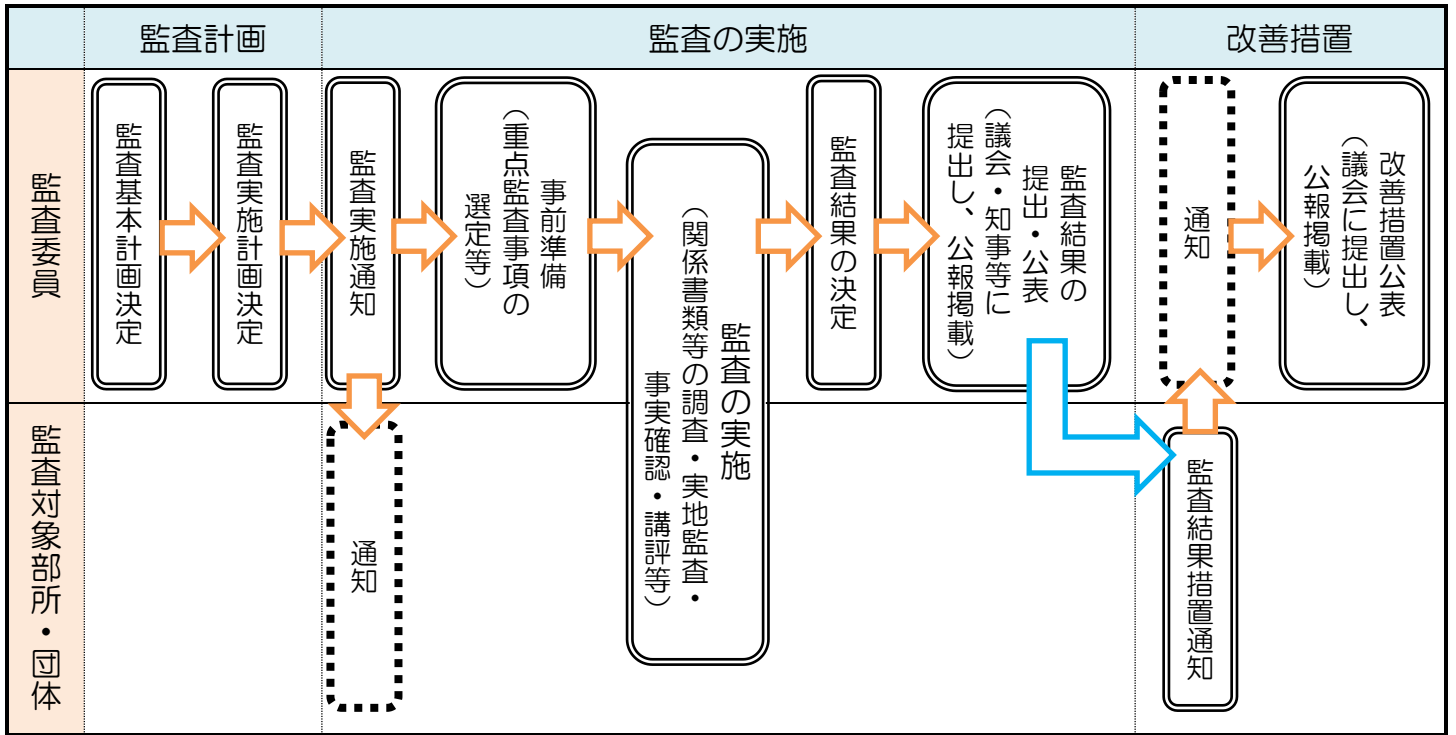 監査計画
監査の実施
改善措置
監査委員
監査基本計画決定
監査実施計画決定
監査実施通知
事前準備
（重点監査事項の
選定等）
監査の実施
（関係書類等の調査・実地監査・
事実確認・講評等）
監査結果の決定
監査結果の
提出・公表
（議会・知事等に
提出し、公報掲載）
通知
改善措置公表
（議会に提出し、
公報掲載）
監査対象部所・団体
通知
監査結果措置通知